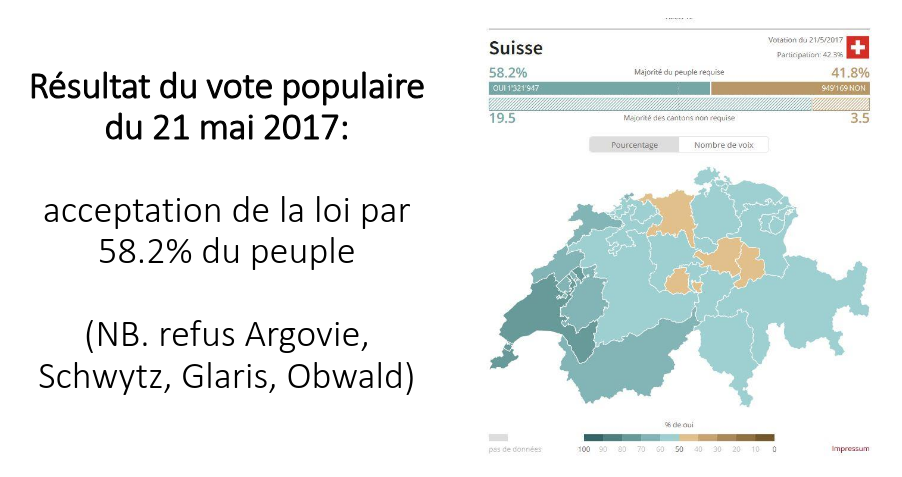 Résultat du vote populaire
du 21 mai 2017:
acceptation de la loi par
58.2% du peuple
(NB. refus Argovie,
Schwytz, Glaris, Obwald)
Suisse
Votation du 21/5/2017
Participation: 42.3%
58.2% Majorité du peuple requise 41.8%
OUI 1'321'947 949'169 NON
19.5 Majorité des cantons non requise 3.5
Pourcentage Nombre de voix
% de oui
pas de données 100 90 80 70 60 50 40 30 20 10 0 Impressum